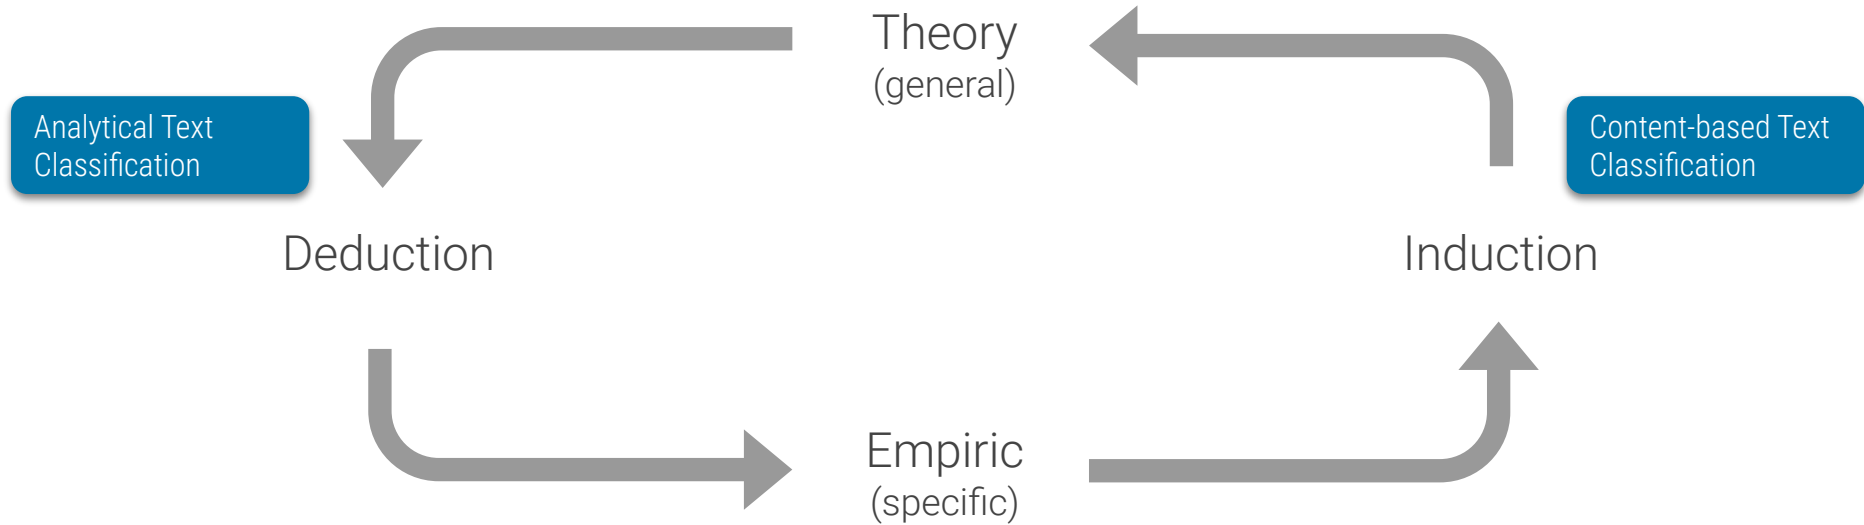 Theory
(general)
Analytical Text
Classification
Content-based Text
Classification
Deduction
Induction
Empiric
(specific)